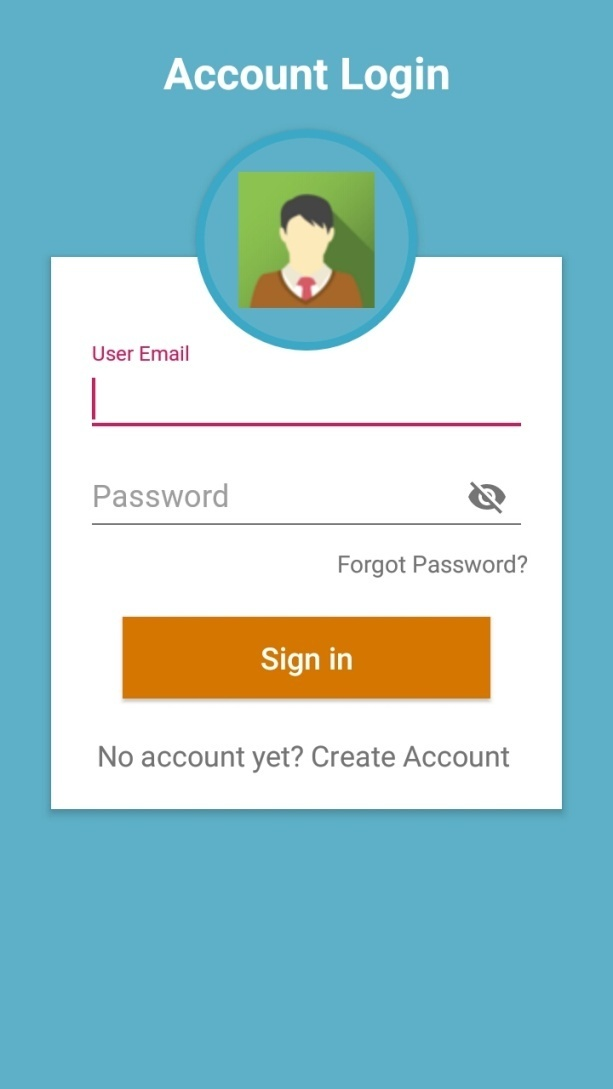 Account Login
User Email
Password
Forgot Password?
Sign in
No account yet? Create Account